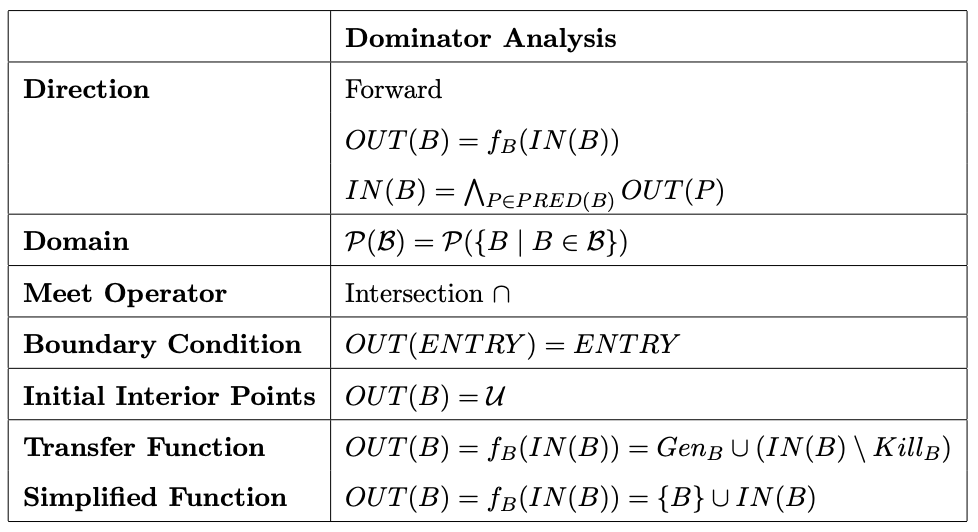 Dominator Analysis
Direction Forward
OUT(B) = f_B(IN(B))
IN(B) = ⋀_{P∈PRED(B)} OUT(P)
Domain 𝒫(𝓑) = 𝒫({B | B ∈ 𝓑})
Meet Operator Intersection ∩
Boundary Condition OUT(ENTRY) = ENTRY
Initial Interior Points OUT(B) = 𝒰
Transfer Function OUT(B) = f_B(IN(B)) = Gen_B ∪ (IN(B) \ Kill_B)
Simplified Function OUT(B) = f_B(IN(B)) = {B} ∪ IN(B)